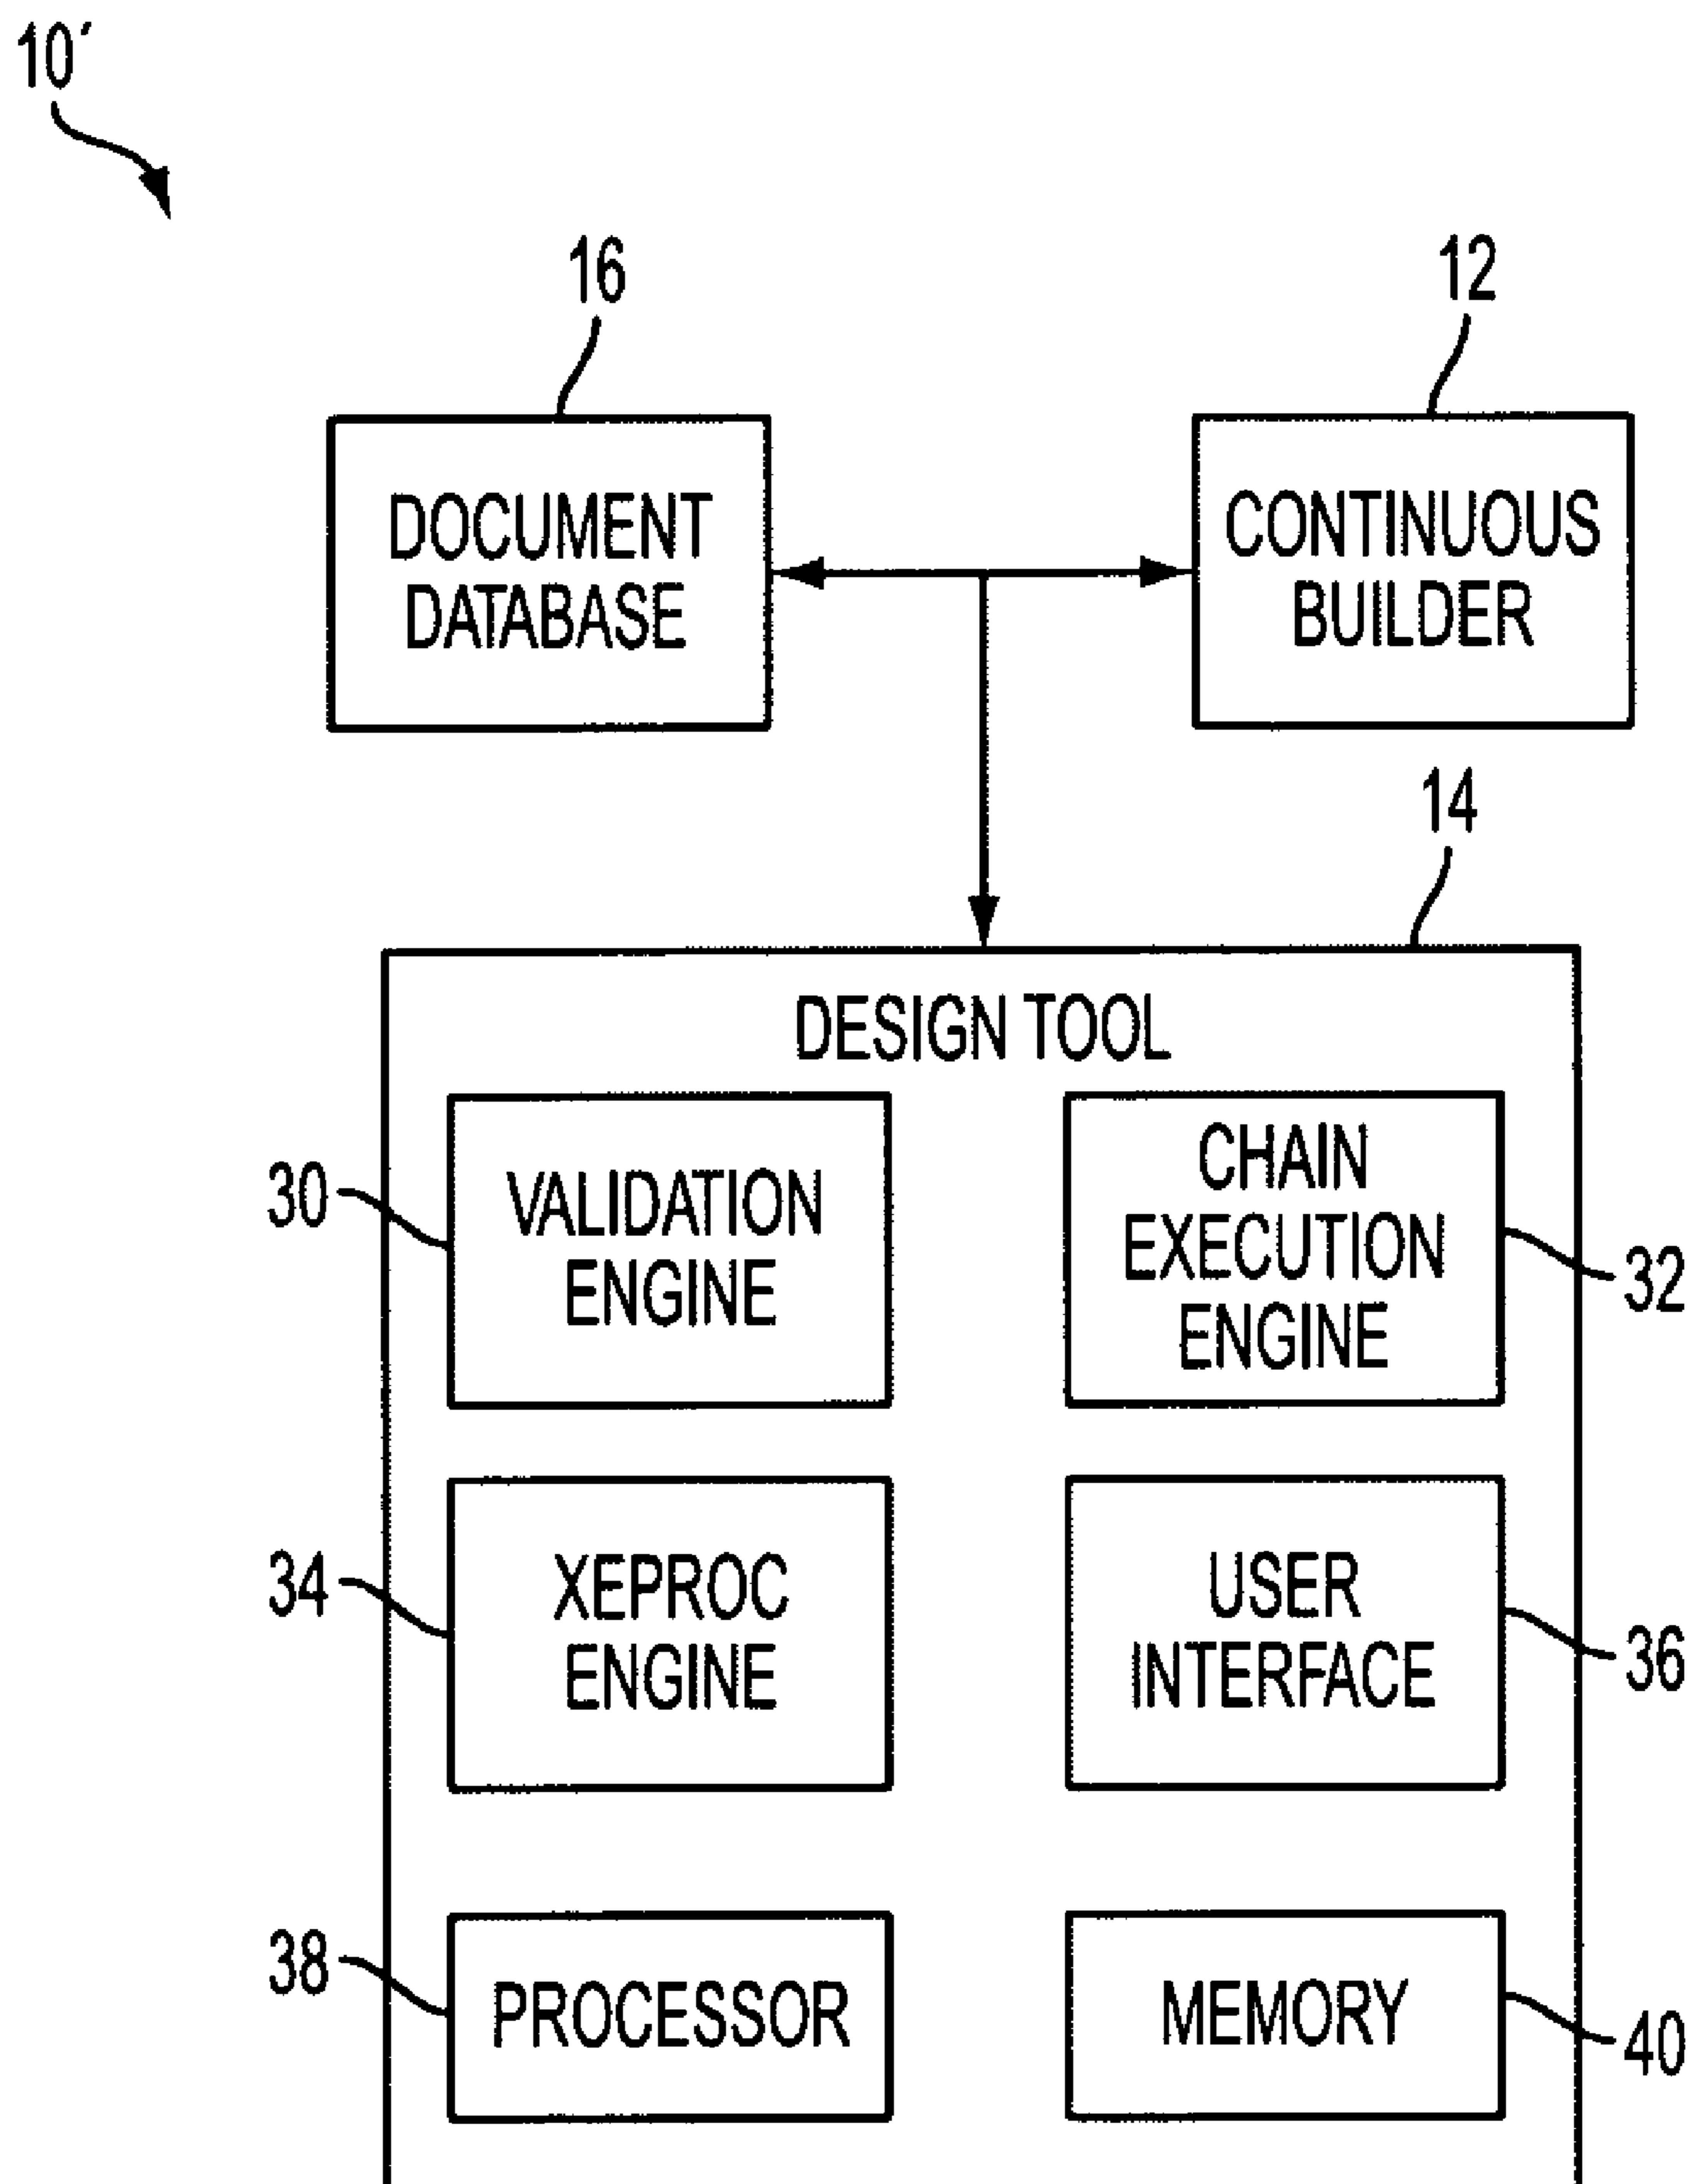 10′
16
12
DOCUMENT
DATABASE
CONTINUOUS
BUILDER
14
DESIGN TOOL
30
VALIDATION
ENGINE
CHAIN
EXECUTION
ENGINE
32
34
XEPROC
ENGINE
USER
INTERFACE
36
38
PROCESSOR
MEMORY
40